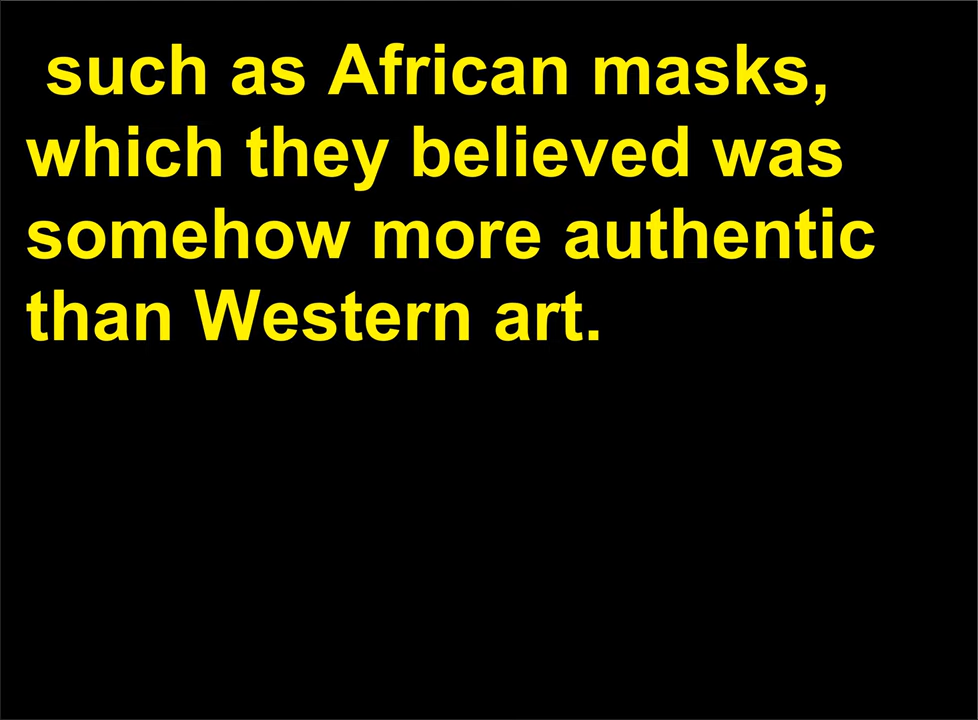 such as African masks,
which they believed was
somehow more authentic
than Western art.